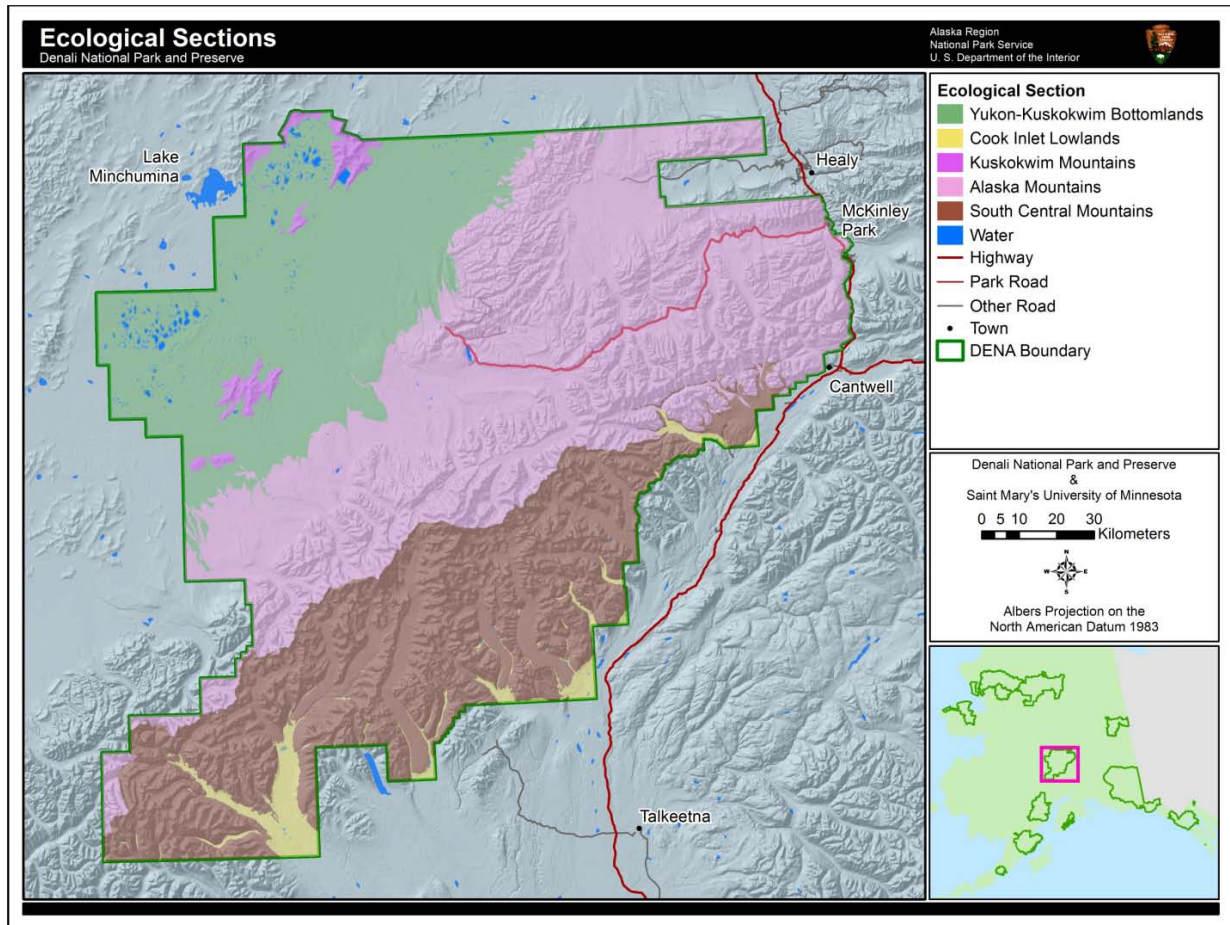 Ecological Sections
Denali National Park and Preserve
Alaska Region
National Park Service
U. S. Department of the Interior
Lake
Minchumina
Healy
McKinley
Park
Cantwell
Talkeetna
Ecological Section
Yukon-Kuskokwim Bottomlands
Cook Inlet Lowlands
Kuskokwim Mountains
Alaska Mountains
South Central Mountains
Water
Highway
Park Road
Other Road
Town
DENA Boundary
Denali National Park and Preserve
&
Saint Mary's University of Minnesota
0 5 10 20 30
Kilometers
N
W E
S
Albers Projection on the
North American Datum 1983